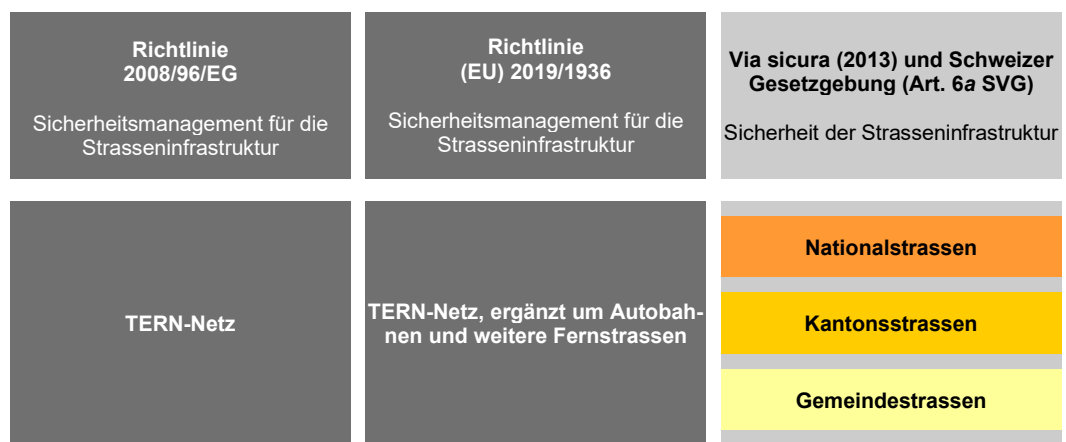 Richtlinie
2008/96/EG
Sicherheitsmanagement für die
Strasseninfrastruktur
Richtlinie
(EU) 2019/1936
Sicherheitsmanagement für die
Strasseninfrastruktur
Via sicura (2013) und Schweizer
Gesetzgebung (Art. 6a SVG)
Sicherheit der Strasseninfrastruktur
TERN-Netz
TERN-Netz, ergänzt um Autobah-
nen und weitere Fernstrassen
Nationalstrassen
Kantonsstrassen
Gemeindestrassen